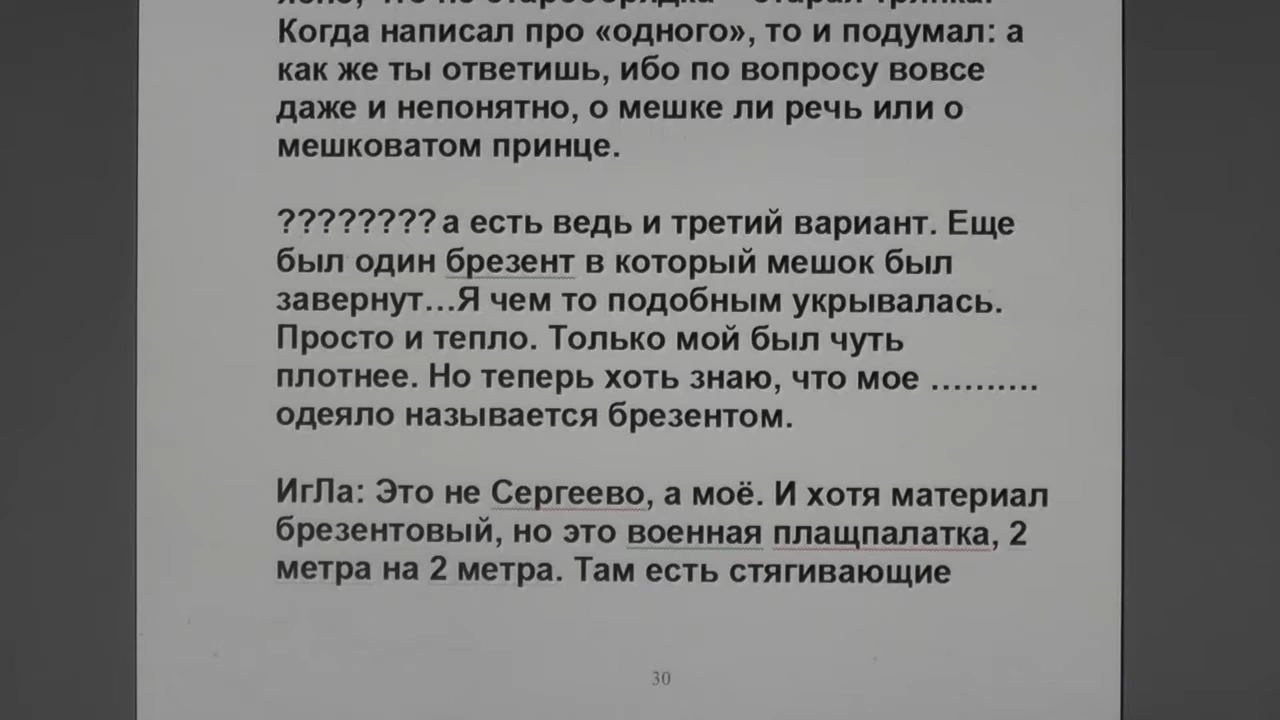 Когда написал про «одного», то и подумал: а
как же ты ответишь, ибо по вопросу вовсе
даже и непонятно, о мешке ли речь или о
мешковатом принце.
???????? а есть ведь и третий вариант. Еще
был один брезент в который мешок был
завернут…Я чем то подобным укрывалась.
Просто и тепло. Только мой был чуть
плотнее. Но теперь хоть знаю, что мое ……….
одеяло называется брезентом.
ИгЛа: Это не Сергеево, а моё. И хотя материал
брезентовый, но это военная плащпалатка, 2
метра на 2 метра. Там есть стягивающие
30